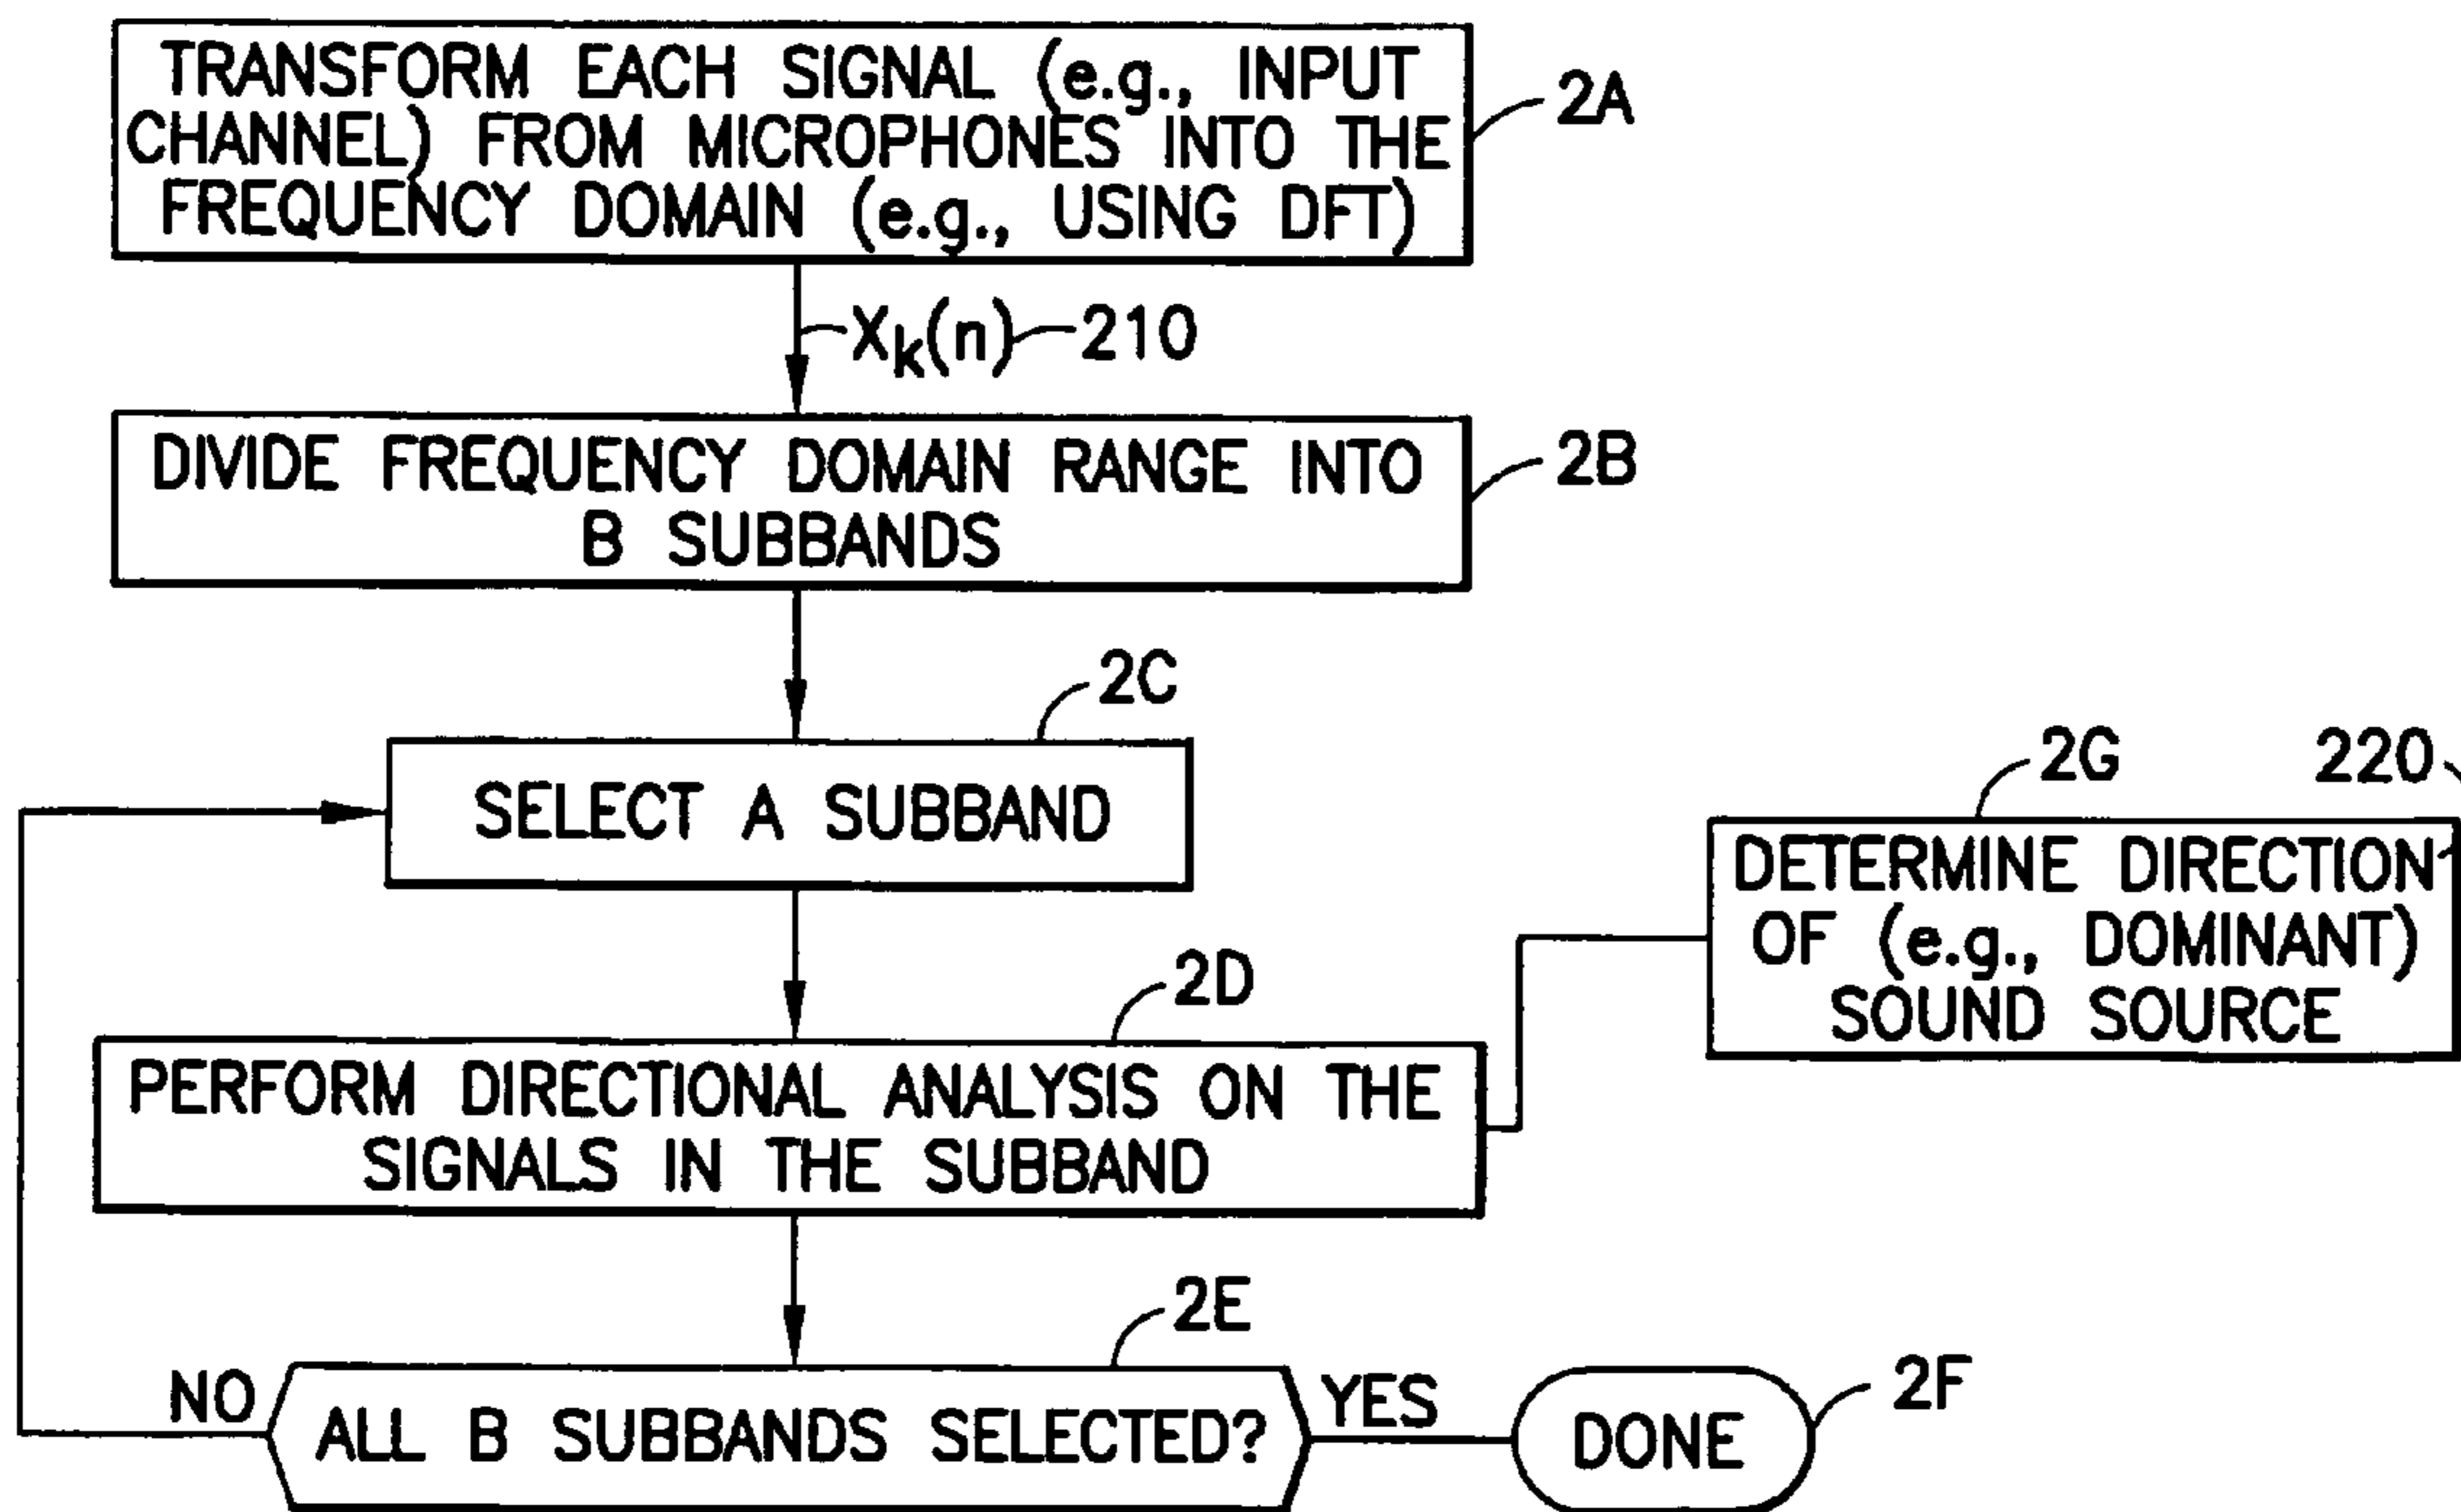 TRANSFORM EACH SIGNAL (e.g., INPUT
CHANNEL) FROM MICROPHONES INTO THE
FREQUENCY DOMAIN (e.g., USING DFT)
2A
Xk(n) 210
DIVIDE FREQUENCY DOMAIN RANGE INTO
B SUBBANDS
2B
2C
SELECT A SUBBAND
2G
220
DETERMINE DIRECTION
OF (e.g., DOMINANT)
SOUND SOURCE
2D
PERFORM DIRECTIONAL ANALYSIS ON THE
SIGNALS IN THE SUBBAND
2E
NO
ALL B SUBBANDS SELECTED?
YES
DONE
2F